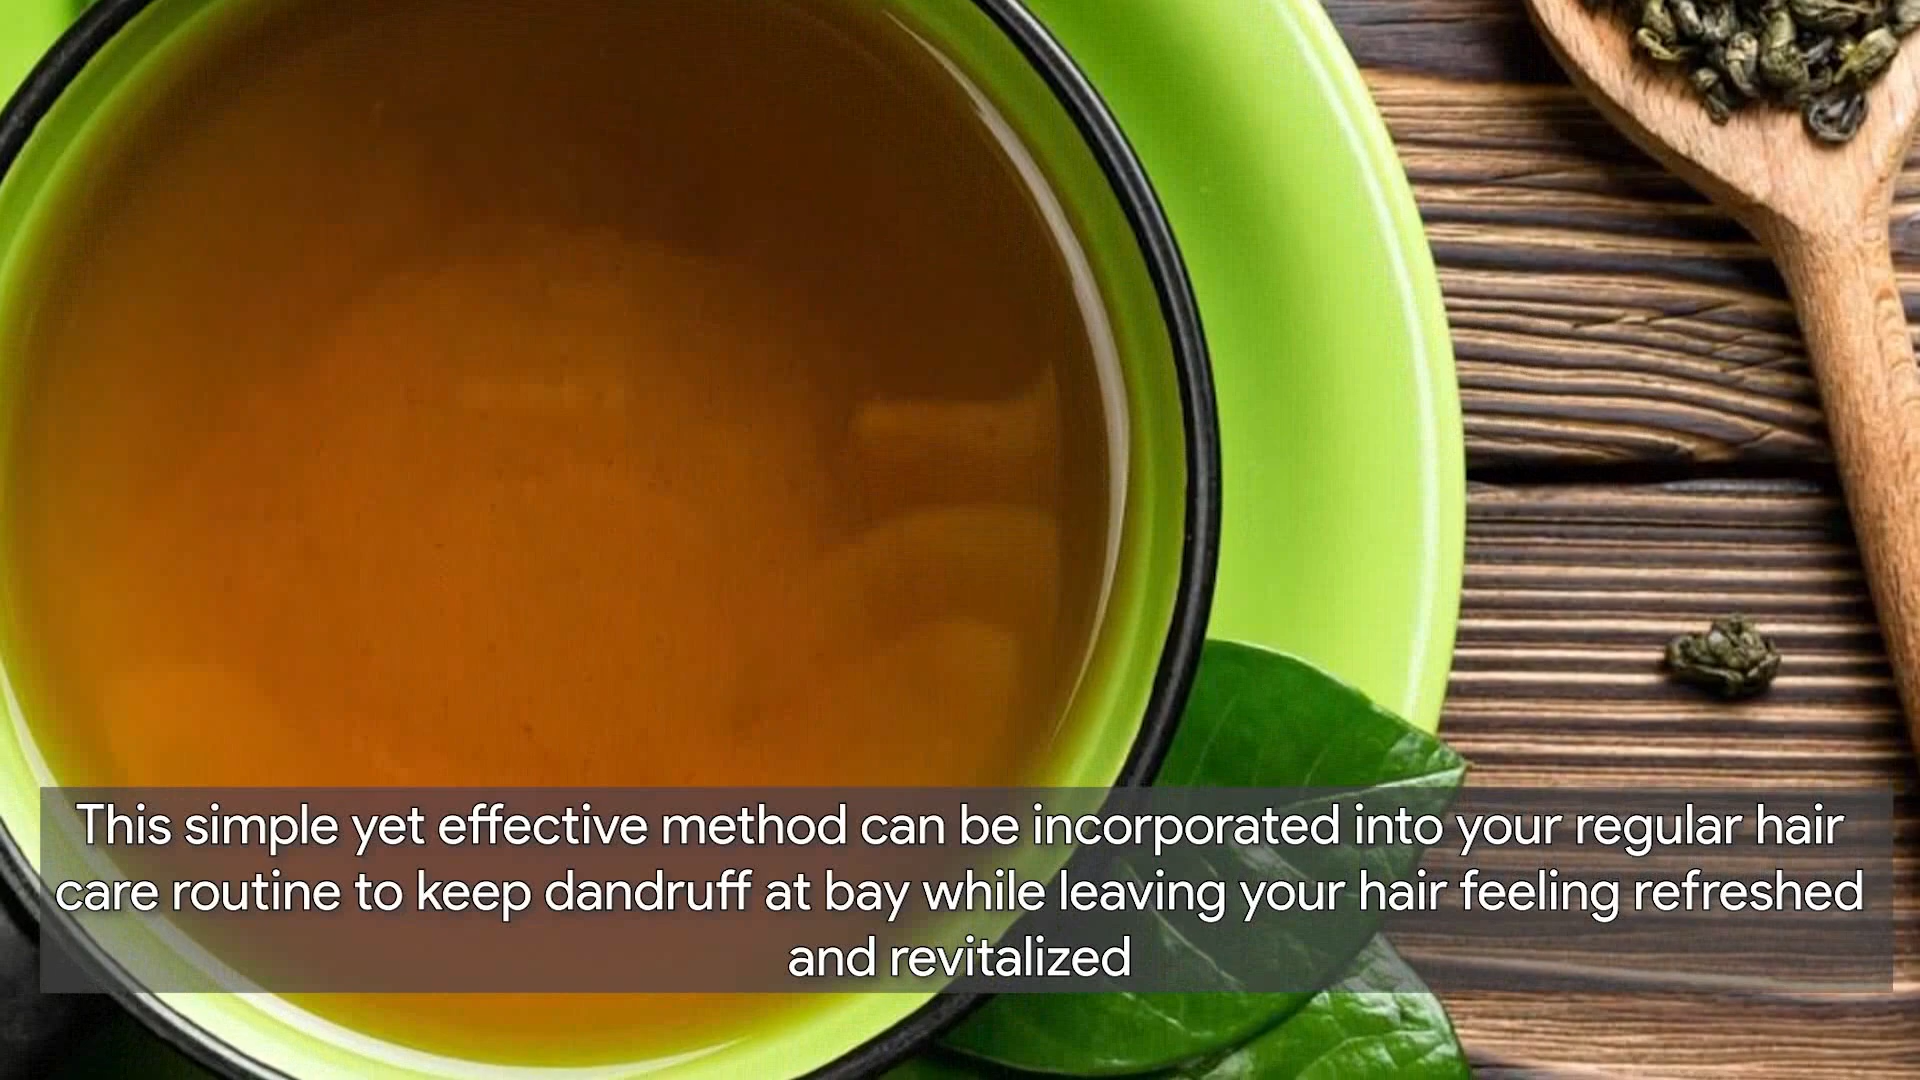 This simple yet effective method can be incorporated into your regular hair
care routine to keep dandruff at bay while leaving your hair feeling refreshed
and revitalized